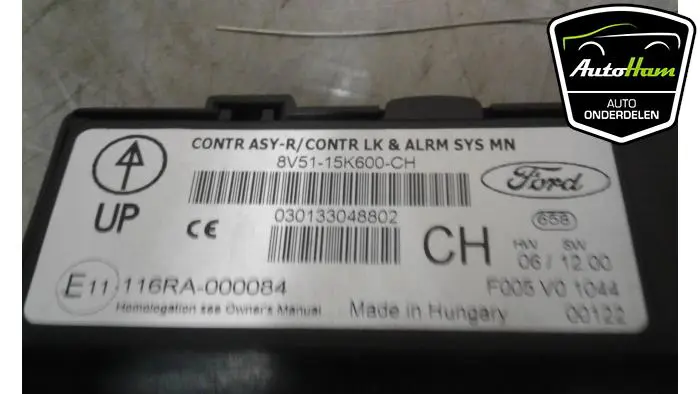 AutoHam
AUTO
ONDERDELEN
CONTR ASY-R/CONTR LK & ALRM SYS MN
8V51-15K600-CH
Ford
UP
CE
030133048802
CH
658
HW SW
06 / 12.00
E11 116RA-000084
F005 V0 1044
Homologation see Owner's Manual
Made in Hungary
00122